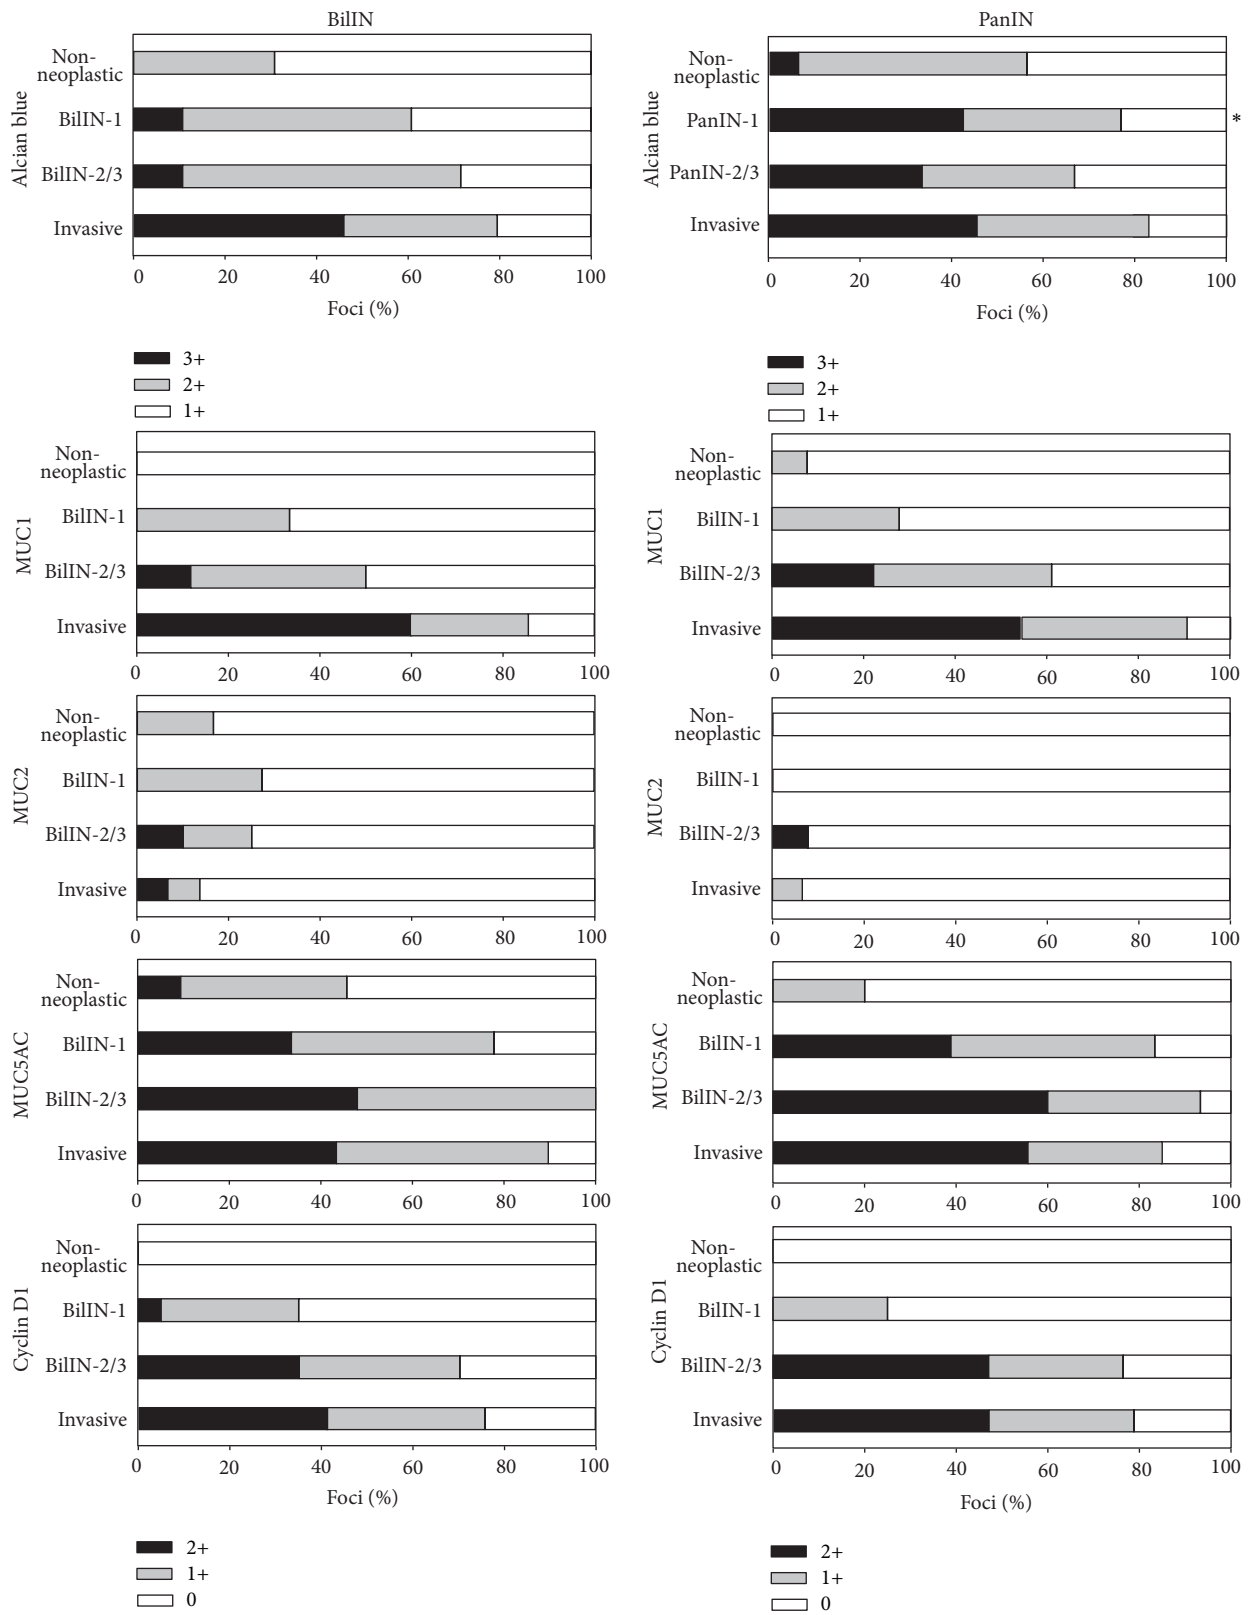 BilIN
Alcian blue
Non-
neoplastic
BilIN-1
BilIN-2/3
Invasive
0 20 40 60 80 100
Foci (%)
3+
2+
1+
MUC1
Non-
neoplastic
BilIN-1
BilIN-2/3
Invasive
0 20 40 60 80 100
MUC2
Non-
neoplastic
BilIN-1
BilIN-2/3
Invasive
0 20 40 60 80 100
MUC5AC
Non-
neoplastic
BilIN-1
BilIN-2/3
Invasive
0 20 40 60 80 100
Cyclin D1
Non-
neoplastic
BilIN-1
BilIN-2/3
Invasive
0 20 40 60 80 100
Foci (%)
2+
1+
0
PanIN
Alcian blue
Non-
neoplastic
PanIN-1
*
PanIN-2/3
Invasive
0 20 40 60 80 100
Foci (%)
3+
2+
1+
MUC1
Non-
neoplastic
BilIN-1
BilIN-2/3
Invasive
0 20 40 60 80 100
MUC2
Non-
neoplastic
BilIN-1
BilIN-2/3
Invasive
0 20 40 60 80 100
MUC5AC
Non-
neoplastic
BilIN-1
BilIN-2/3
Invasive
0 20 40 60 80 100
Cyclin D1
Non-
neoplastic
BilIN-1
BilIN-2/3
Invasive
0 20 40 60 80 100
Foci (%)
2+
1+
0